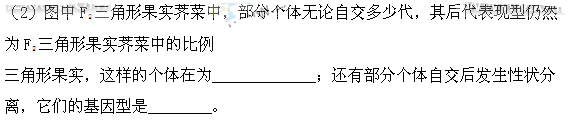 （2）图中F₂三角形果实荠菜中，部分个体无论自交多少代，其后代表现型仍然
为F₂三角形果实荠菜中的比例
三角形果实，这样的个体在为____________；还有部分个体自交后发生性状分
离，它们的基因型是_______。